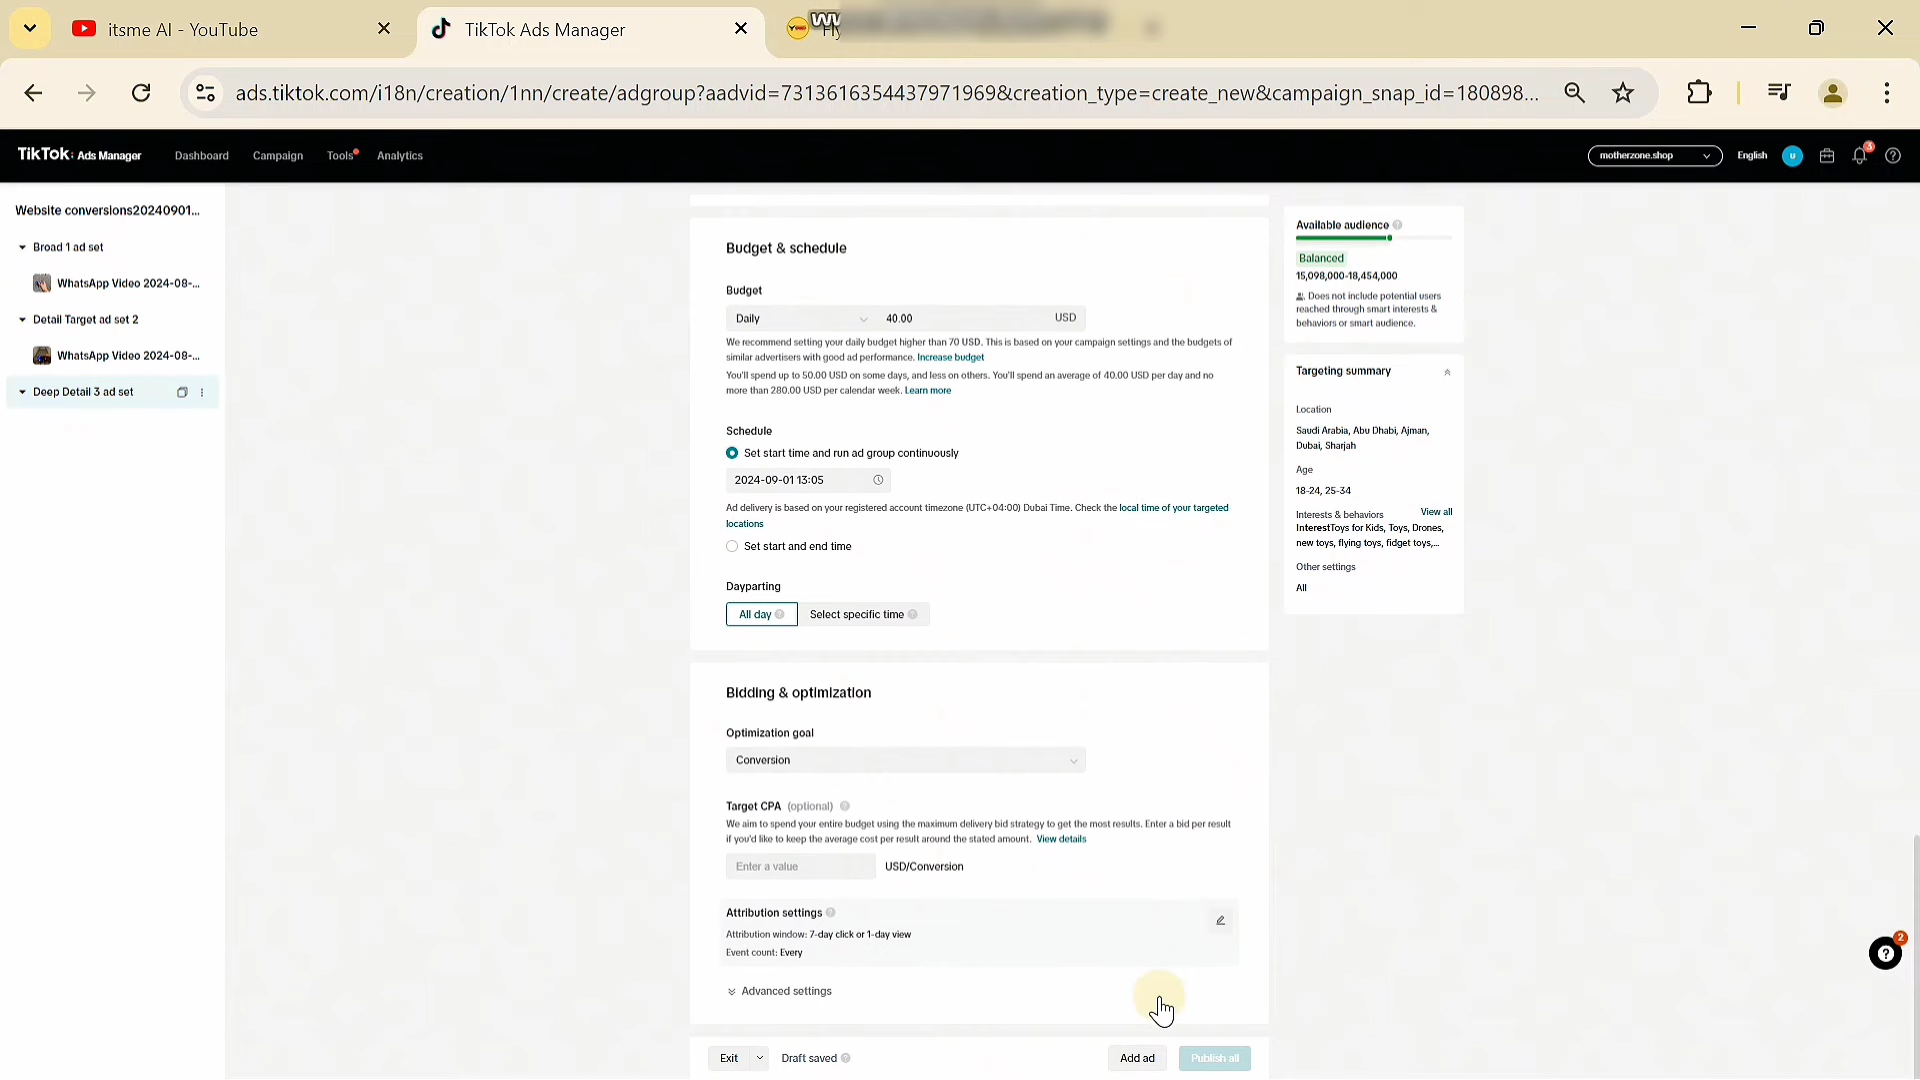 itsme AI - YouTube
TikTok Ads Manager
ads.tiktok.com/i18n/creation/1nn/create/adgroup?aadvid=7313616354437971969&creation_type=create_new&campaign_snap_id=180898...
TikTok: Ads Manager
Dashboard
Campaign
Tools
Analytics
motherzone.shop
English
U
3
Website conversions20240901...
Broad 1 ad set
WhatsApp Video 2024-08-...
Detail Target ad set 2
WhatsApp Video 2024-08-...
Deep Detail 3 ad set
Budget & schedule
Budget
Daily
40.00
USD
We recommend setting your daily budget higher than 70 USD. This is based on your campaign settings and the budgets of
similar advertisers with good ad performance. Increase budget
You'll spend up to 50.00 USD on some days, and less on others. You'll spend an average of 40.00 USD per day and no
more than 280.00 USD per calendar week. Learn more
Schedule
Set start time and run ad group continuously
2024-09-01 13:05
Ad delivery is based on your registered account timezone (UTC+04:00) Dubai Time. Check the local time of your targeted
locations
Set start and end time
Dayparting
All day
Select specific time
Bidding & optimization
Optimization goal
Conversion
Target CPA (optional)
We aim to spend your entire budget using the maximum delivery bid strategy to get the most results. Enter a bid per result
if you'd like to keep the average cost per result around the stated amount. View details
Enter a value
USD/Conversion
Attribution settings
Attribution window: 7-day click or 1-day view
Event count: Every
Advanced settings
Exit
Draft saved
Add ad
Publish all
Available audience
Balanced
15,098,000-18,454,000
Does not include potential users
reached through smart interests &
behaviors or smart audience.
Targeting summary
Location
Saudi Arabia, Abu Dhabi, Ajman,
Dubai, Sharjah
Age
18-24, 25-34
Interests & behaviors
View all
InterestToys for Kids, Toys, Drones,
new toys, flying toys, fidget toys,...
Other settings
All
2